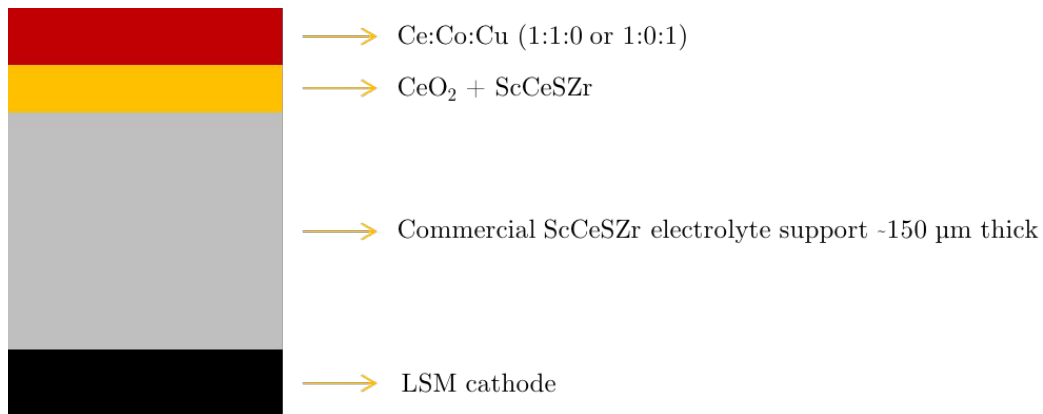 Ce:Co:Cu (1:1:0 or 1:0:1)
CeO₂ + ScCeSZr
Commercial ScCeSZr electrolyte support ~150 µm thick
LSM cathode